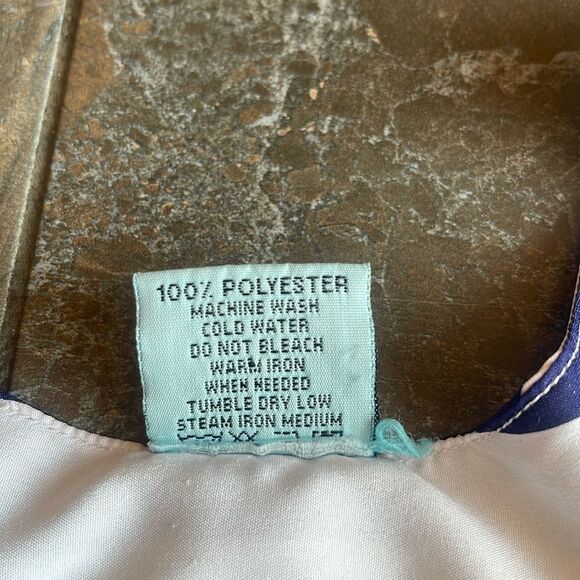 100% POLYESTER
MACHINE WASH
COLD WATER
DO NOT BLEACH
WARM IRON
WHEN NEEDED
TUMBLE DRY LOW
STEAM IRON MEDIUM